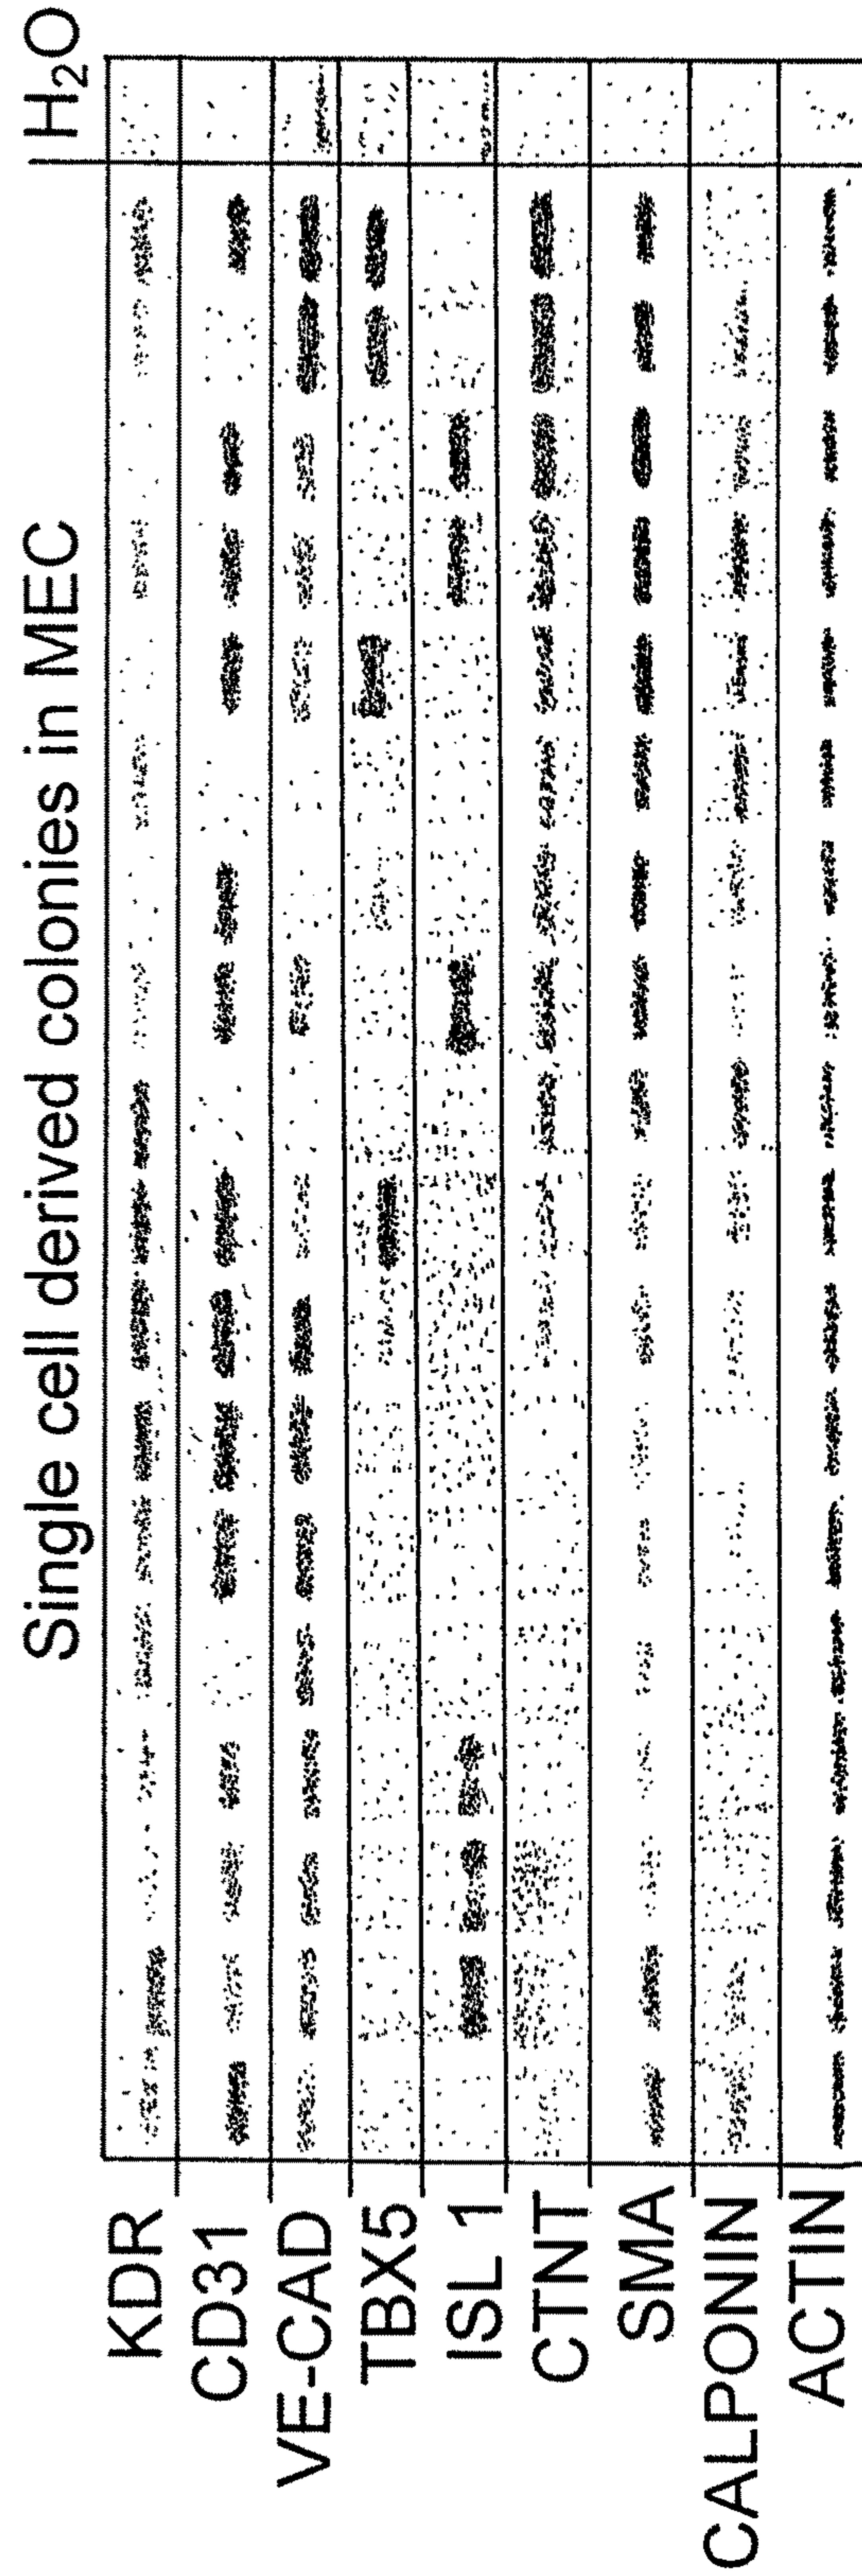 Single cell derived colonies in MEC
H₂O
KDR
CD31
VE-CAD
TBX5
ISL 1
CTNT
SMA
CALPONIN
ACTIN